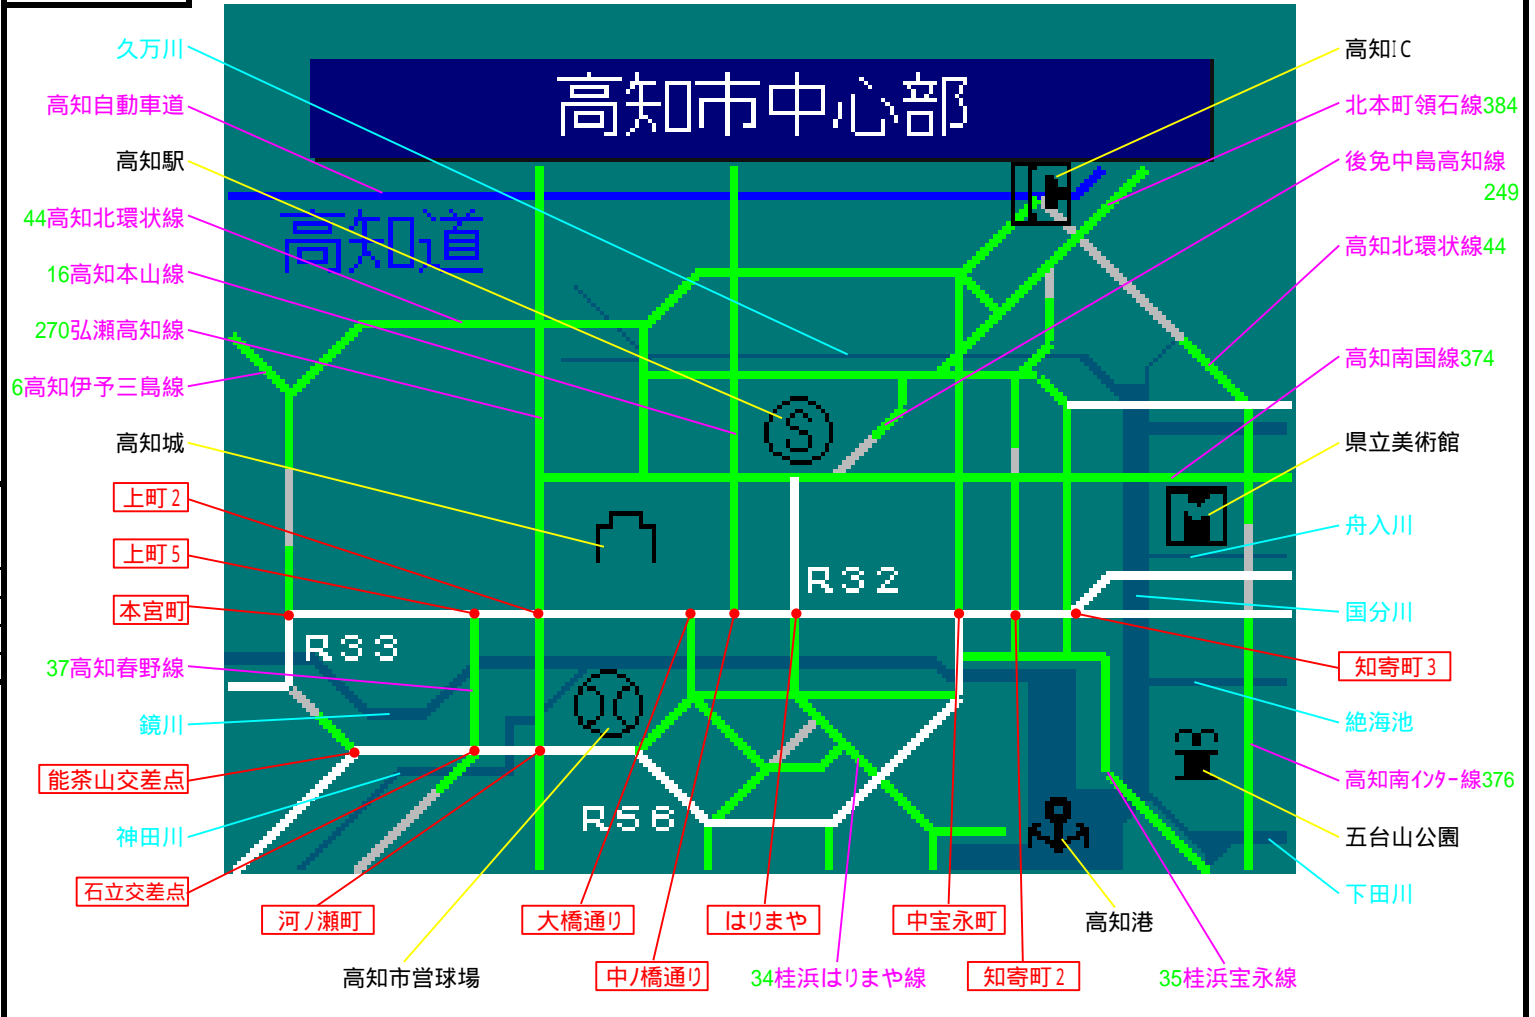 高知市中心部
久万川
高知自動車道
高知駅
44高知北環状線
16高知本山線
270弘瀬高知線
6高知伊予三島線
高知城
上町2
上町5
本宮町
37高知春野線
鏡川
能茶山交差点
神田川
石立交差点
高知道
R32
R33
R56
高知IC
北本町領石線384
後免中島高知線
249
高知北環状線44
高知南国線374
県立美術館
舟入川
国分川
知寄町3
絶海池
高知南インター線376
五台山公園
下田川
河ノ瀬町
大橋通り
はりまや
中宝永町
高知港
高知市営球場
中ノ橋通り
34桂浜はりまや線
知寄町2
35桂浜宝永線